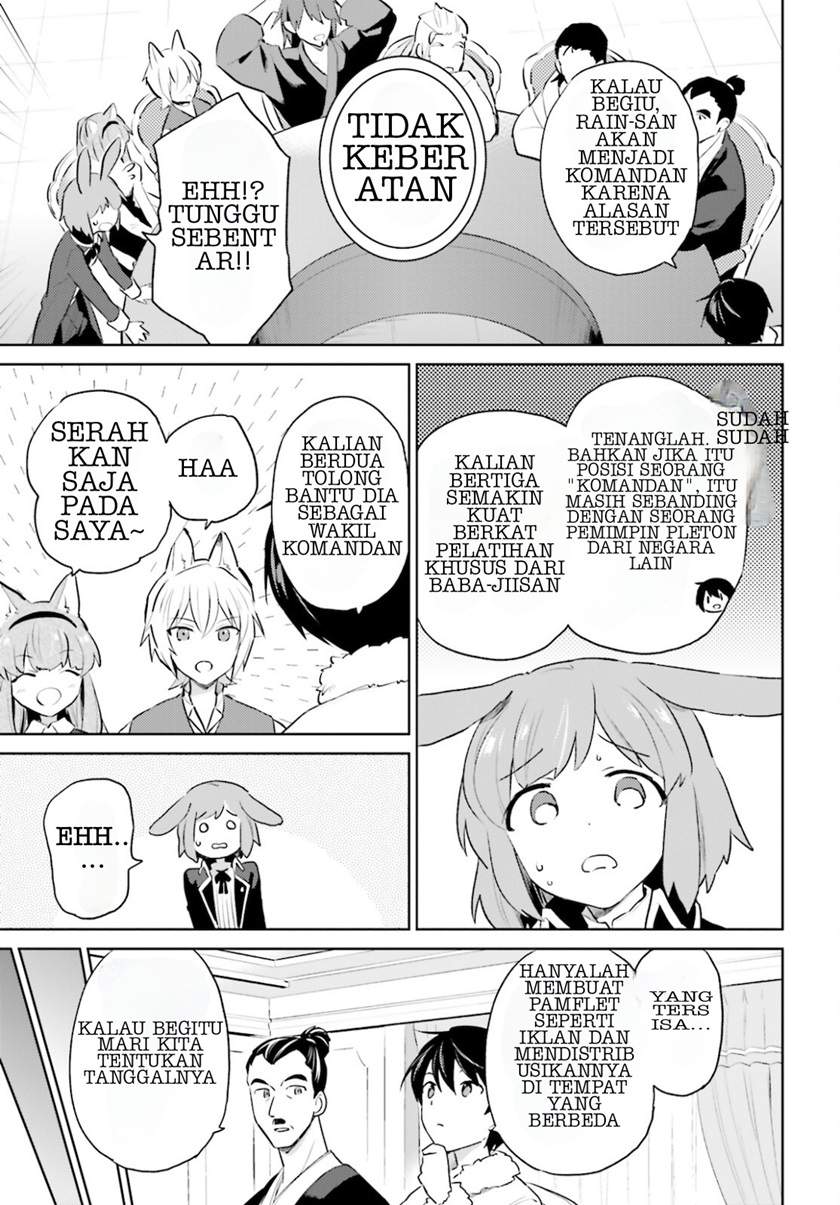 KALAU
BEGIU,
RAIN-SAN
AKAN
MENJADI
KOMANDAN
KARENA
ALASAN
TERSEBUT
TIDAK
KEBER
ATAN
EHH!?
TUNGGU
SEBENT
AR!!
SUDAH
SUDAH
TENANGLAH.
BAHKAN JIKA ITU
POSISI SEORANG
"KOMANDAN", ITU
MASIH SEBANDING
DENGAN SEORANG
PEMIMPIN PLETON
DARI NEGARA
LAIN
KALIAN
BERTIGA
SEMAKIN
KUAT
BERKAT
PELATIHAN
KHUSUS DARI
BABA-JIISAN
KALIAN
BERDUA
TOLONG
BANTU DIA
SEBAGAI
WAKIL
KOMANDAN
HAA
SERAH
KAN
SAJA
PADA
SAYA~
EHH..
...
YANG
TERS
ISA...
HANYALAH
MEMBUAT
PAMFLET
SEPERTI
IKLAN DAN
MENDISTRIB
USIKANNYA
DI TEMPAT
YANG
BERBEDA
KALAU BEGITU
MARI KITA
TENTUKAN
TANGGALNYA